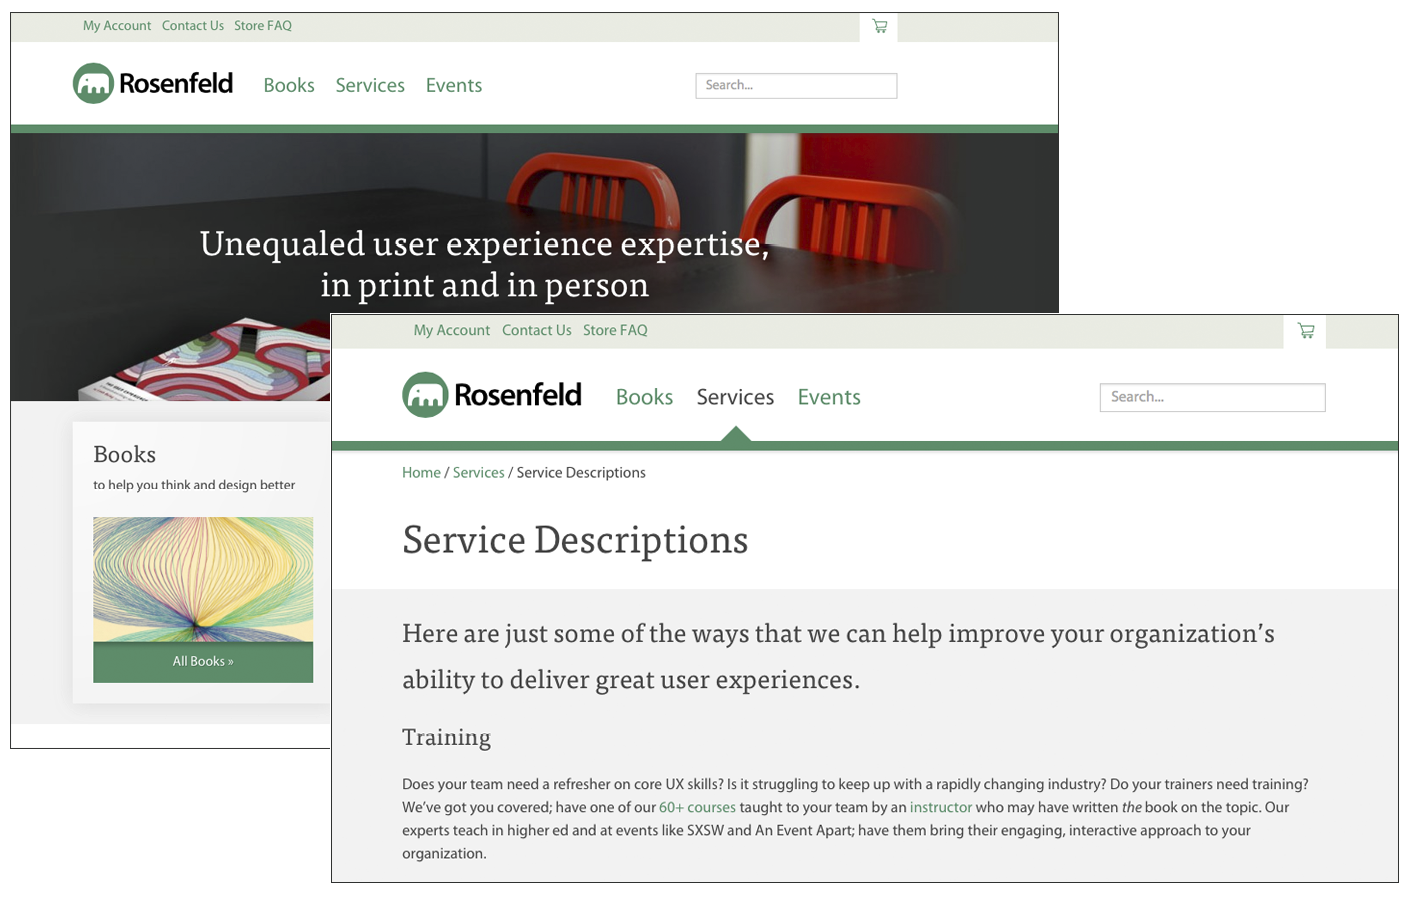 My Account Contact Us Store FAQ
Rosenfeld Books Services Events Search...
Unequaled user experience expertise,
in print and in person
Books
to help you think and design better
All Books »
My Account Contact Us Store FAQ
Rosenfeld Books Services Events Search...
Home / Services / Service Descriptions
Service Descriptions
Here are just some of the ways that we can help improve your organization’s
ability to deliver great user experiences.
Training
Does your team need a refresher on core UX skills? Is it struggling to keep up with a rapidly changing industry? Do your trainers need training?
We’ve got you covered; have one of our 60+ courses taught to your team by an instructor who may have written the book on the topic. Our
experts teach in higher ed and at events like SXSW and An Event Apart; have them bring their engaging, interactive approach to your
organization.